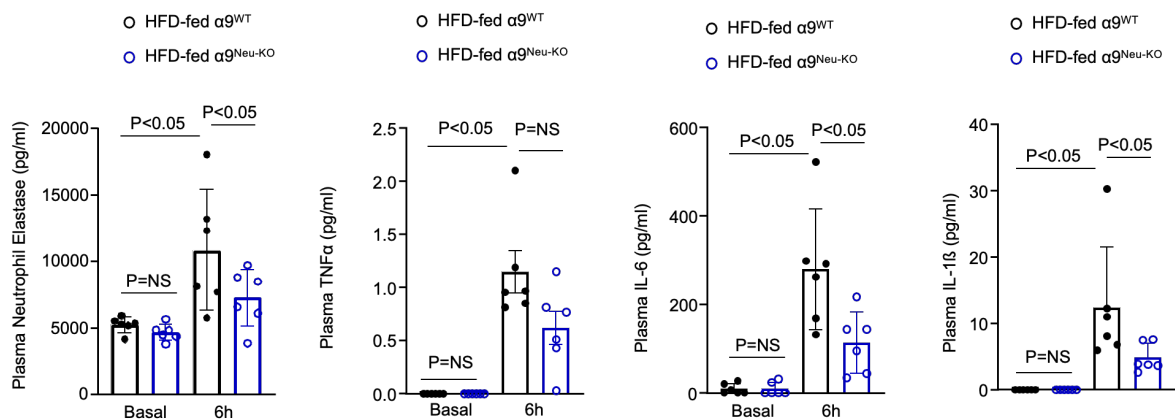 HFD-fed α9WT
HFD-fed α9Neu-KO
P<0.05
P<0.05
P=NS
Plasma Neutrophil Elastase (pg/ml)
20000
15000
10000
5000
0
Basal
6h
HFD-fed α9WT
HFD-fed α9Neu-KO
P<0.05
P=NS
P=NS
Plasma TNFα (pg/ml)
2.5
2.0
1.5
1.0
0.5
0.0
Basal
6h
HFD-fed α9WT
HFD-fed α9Neu-KO
P<0.05
P<0.05
P=NS
Plasma IL-6 (pg/ml)
600
400
200
0
Basal
6h
HFD-fed α9WT
HFD-fed α9Neu-KO
P<0.05
P<0.05
P=NS
Plasma IL-1ß (pg/ml)
40
30
20
10
0
Basal
6h